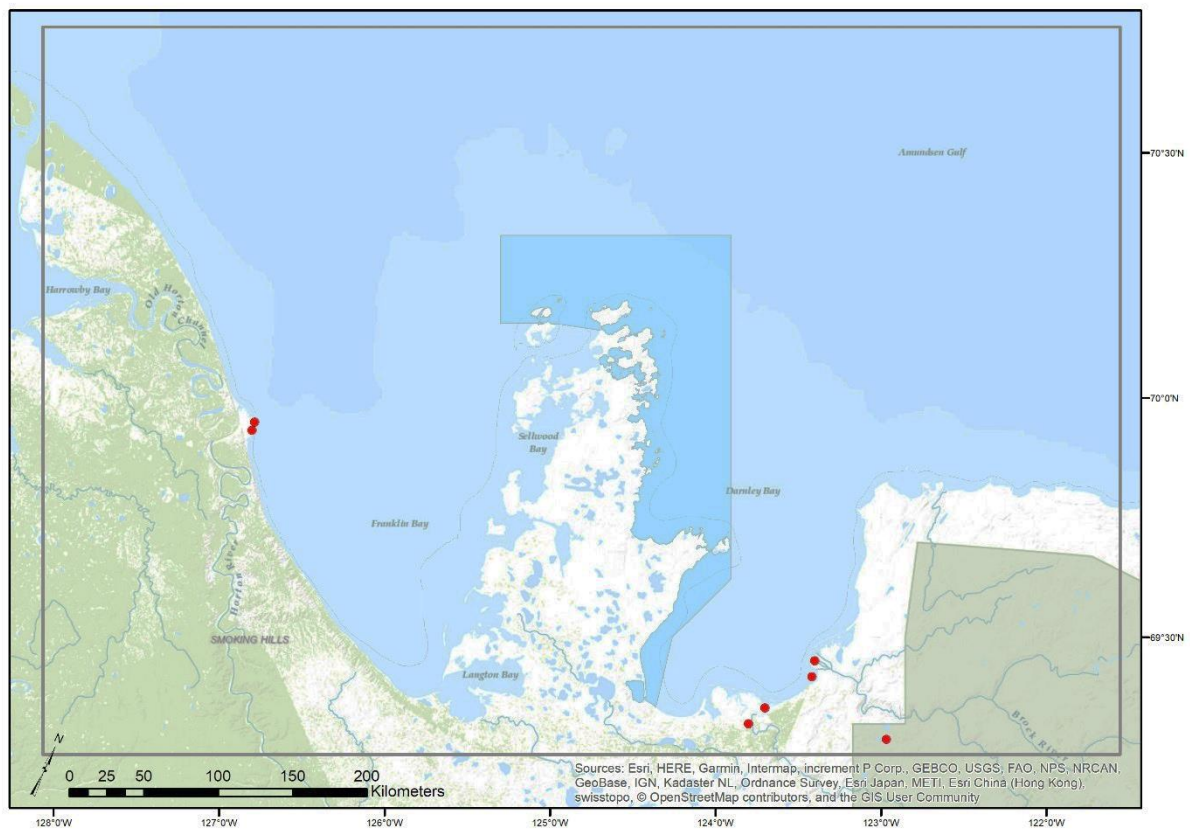 Amundsen Gulf
70°30'N
Harrowby Bay
Old Horton Channel
70°0'N
Sellwood
Bay
Darnley Bay
Franklin Bay
Horton River
SMOKING HILLS
69°30'N
Langton Bay
Brock River
N
0 25 50 100 150 200
Kilometers
Sources: Esri, HERE, Garmin, Intermap, increment P Corp., GEBCO, USGS, FAO, NPS, NRCAN,
GeoBase, IGN, Kadaster NL, Ordnance Survey, Esri Japan, METI, Esri China (Hong Kong),
swisstopo, © OpenStreetMap contributors, and the GIS User Community
128°0'W 127°0'W 126°0'W 125°0'W 124°0'W 123°0'W 122°0'W